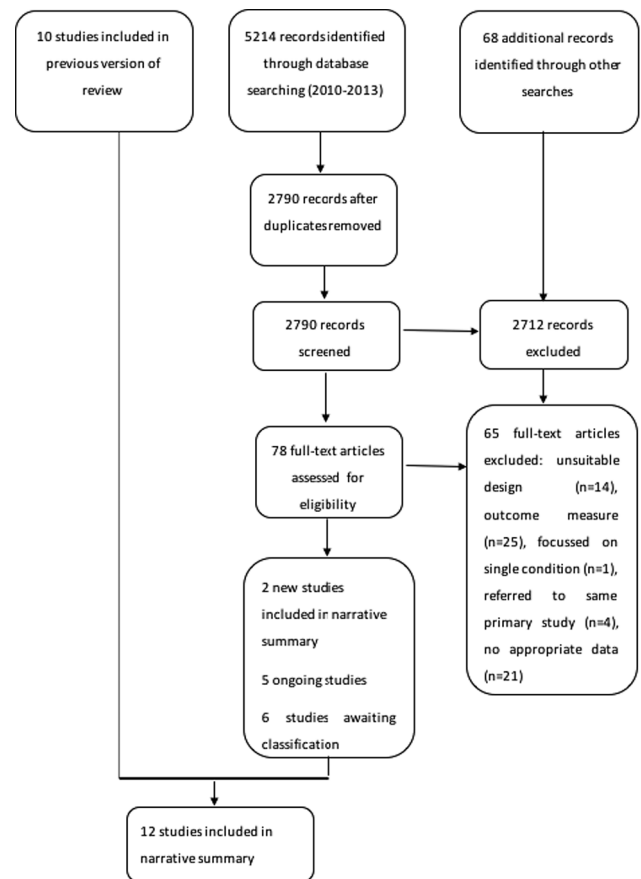 10 studies included in
previous version of
review
5214 records identified
through database
searching (2010-2013)
68 additional records
identified through other
searches
2790 records after
duplicates removed
2790 records
screened
2712 records
excluded
78 full-text articles
assessed for
eligibility
65 full-text articles
excluded: unsuitable
design (n=14),
outcome measure
(n=25), focussed on
single condition (n=1),
referred to same
primary study (n=4),
no appropriate data
(n=21)
2 new studies
included in narrative
summary
5 ongoing studies
6 studies awaiting
classification
12 studies included in
narrative summary